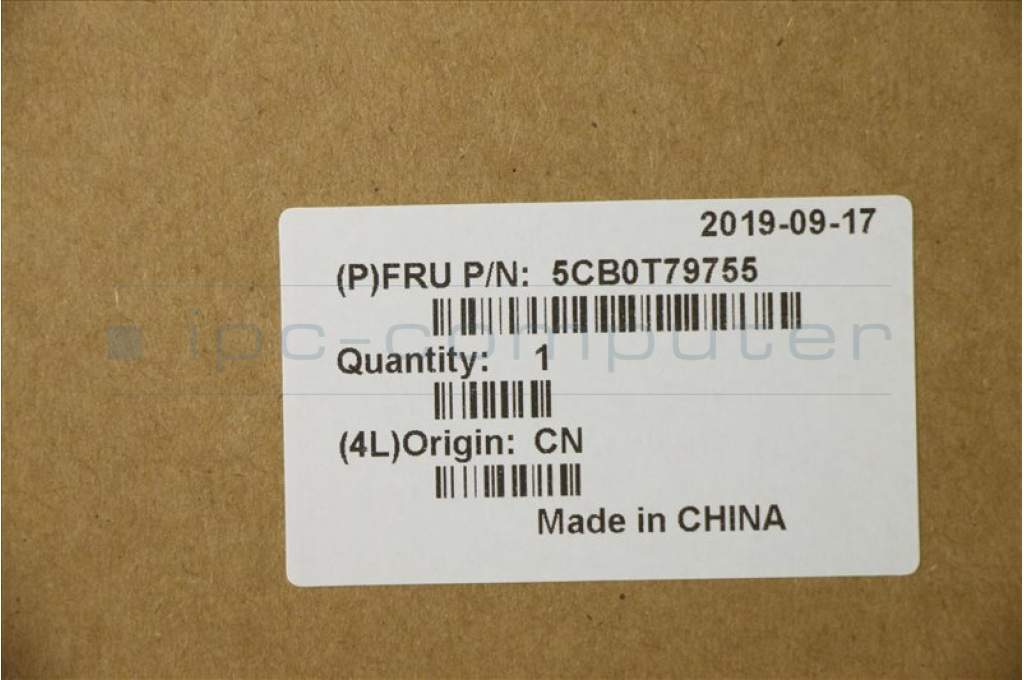 2019-09-17
(P)FRU P/N: 5CB0T79755
ipc-computer
Quantity: 1
(4L)Origin: CN
Made in CHINA